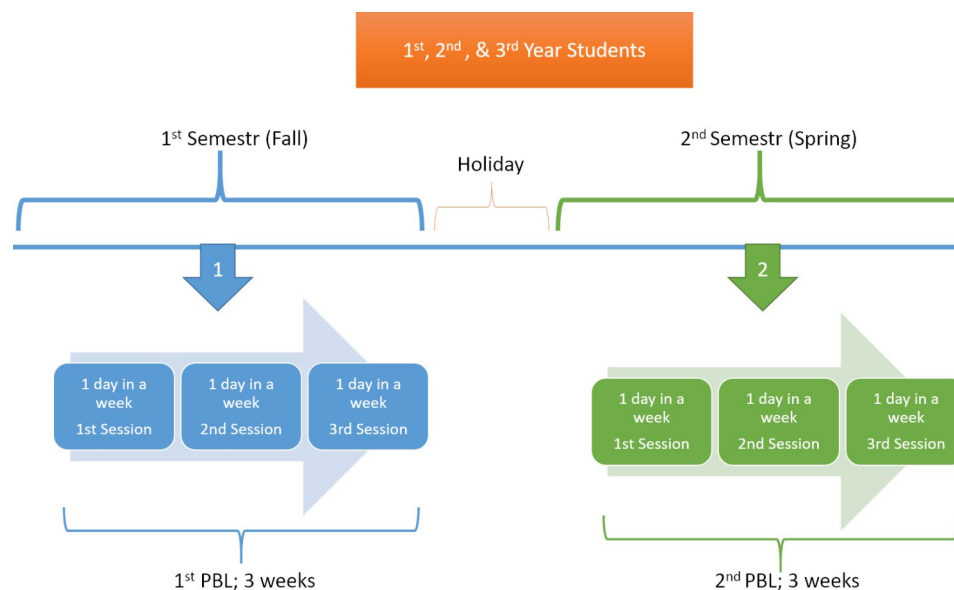 1st, 2nd , & 3rd Year Students
1st Semestr (Fall)
Holiday
2nd Semestr (Spring)
1
2
1 day in a
week
1st Session
1 day in a
week
2nd Session
1 day in a
week
3rd Session
1 day in a
week
1st Session
1 day in a
week
2nd Session
1 day in a
week
3rd Session
1st PBL; 3 weeks
2nd PBL; 3 weeks